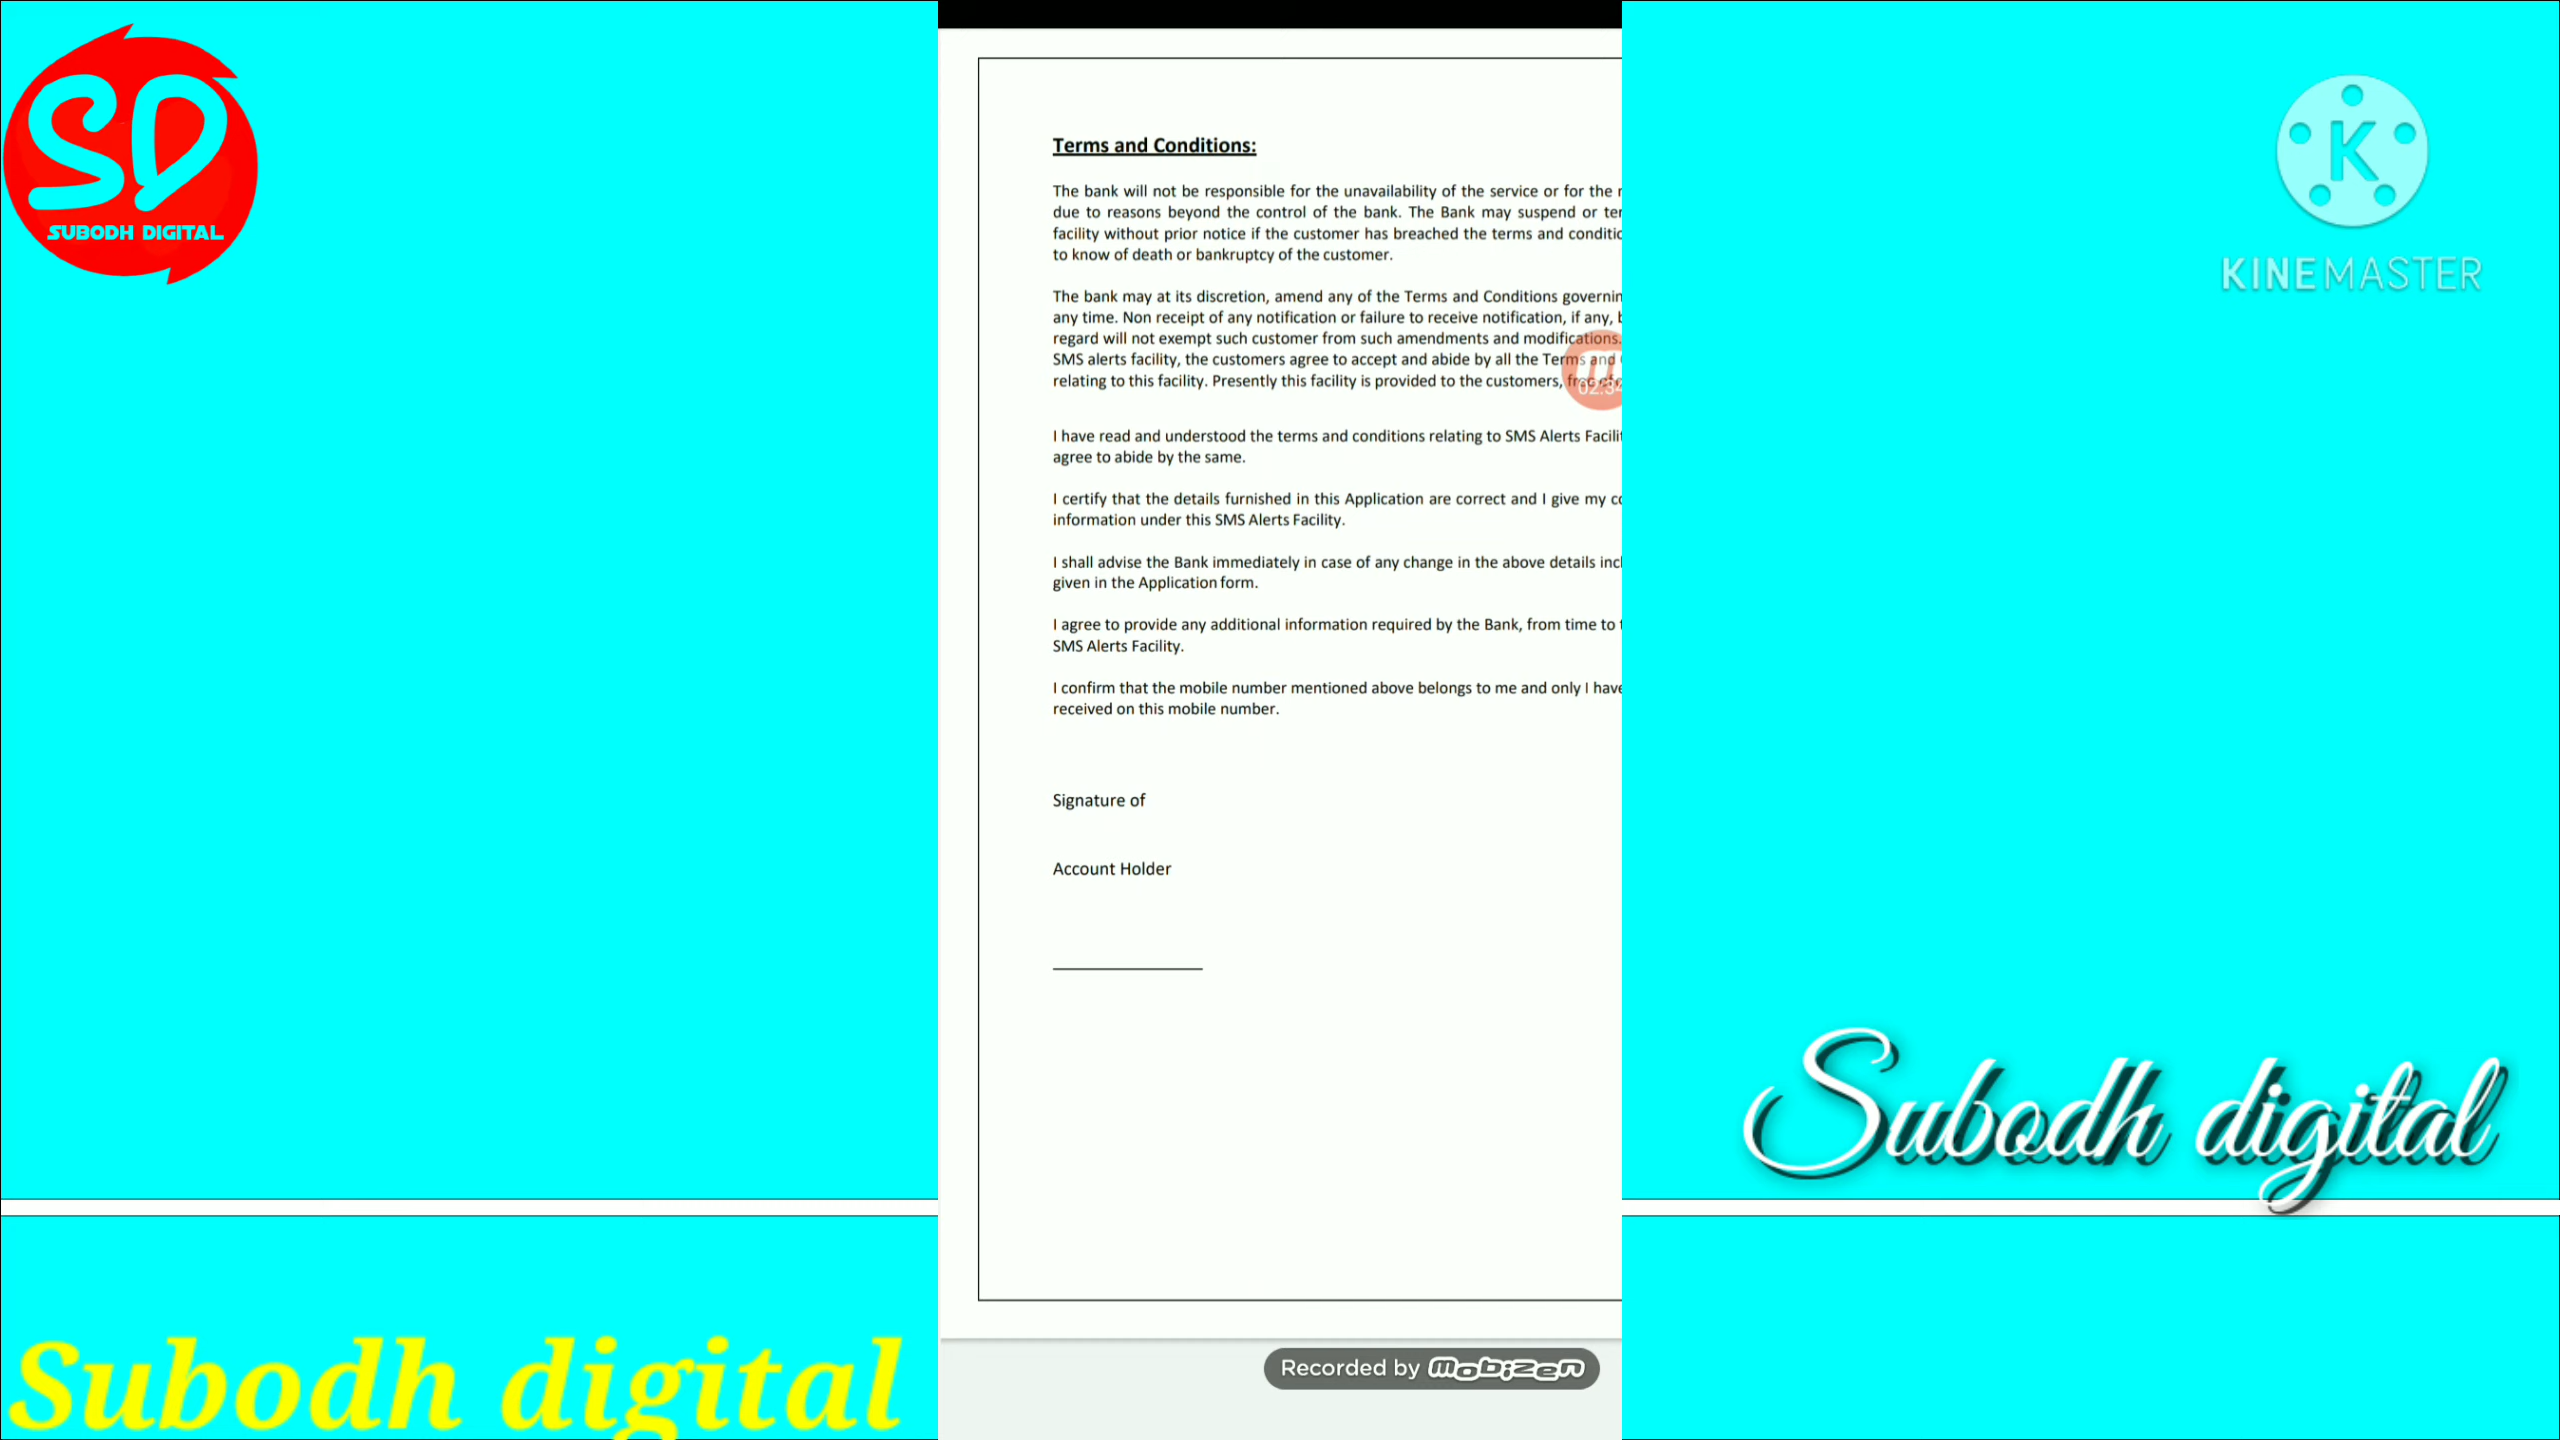 SD
SUBODH DIGITAL
K
KINEMASTER
Terms and Conditions:
The bank will not be responsible for the unavailability of the service or for the
due to reasons beyond the control of the bank. The Bank may suspend or
facility without prior notice if the customer has breached the terms and
to know of death or bankruptcy of the customer.
The bank may at its discretion, amend any of the Terms and Conditions
any time. Non receipt of any notification or failure to receive notification, if any,
regard will not exempt such customer from such amendments and modifications.
SMS alerts facility, the customers agree to accept and abide by all the Terms and
relating to this facility. Presently this facility is provided to the customers,
I have read and understood the terms and conditions relating to SMS Alerts
agree to abide by the same.
I certify that the details furnished in this Application are correct and I give my
information under this SMS Alerts Facility.
I shall advise the Bank immediately in case of any change in the above details
given in the Application form.
I agree to provide any additional information required by the Bank, from time to
SMS Alerts Facility.
I confirm that the mobile number mentioned above belongs to me and only I have
received on this mobile number.
Signature of
Account Holder
Subodh digital
Subodh digital
Recorded by mobizen